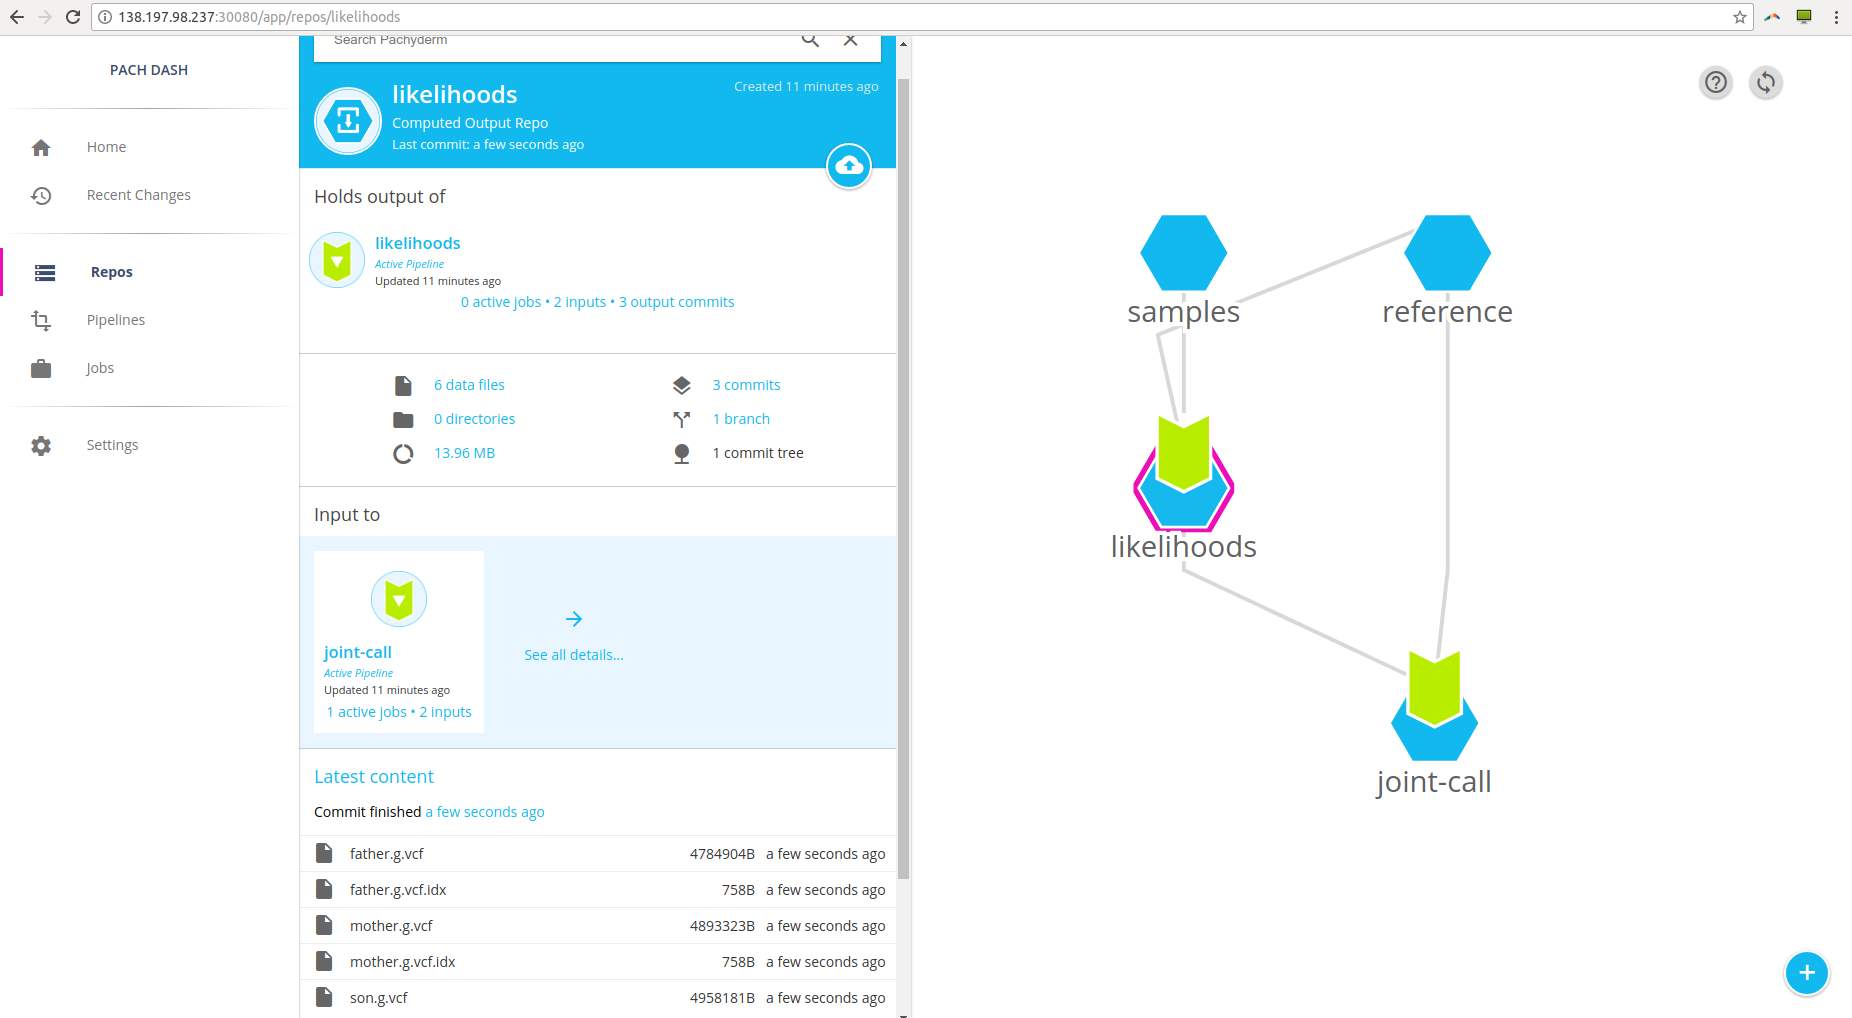 138.197.98.237:30080/app/repos/likelihoods
PACH DASH
Home
Recent Changes
Repos
Pipelines
Jobs
Settings
Search Pachyderm
likelihoods
Created 11 minutes ago
Computed Output Repo
Last commit: a few seconds ago
Holds output of
likelihoods
Active Pipeline
Updated 11 minutes ago
0 active jobs • 2 inputs • 3 output commits
6 data files
3 commits
0 directories
1 branch
13.96 MB
1 commit tree
Input to
joint-call
Active Pipeline
Updated 11 minutes ago
1 active jobs • 2 inputs
See all details...
Latest content
Commit finished a few seconds ago
father.g.vcf 4784904B a few seconds ago
father.g.vcf.idx 758B a few seconds ago
mother.g.vcf 4893323B a few seconds ago
mother.g.vcf.idx 758B a few seconds ago
son.g.vcf 4958181B a few seconds ago
samples
reference
likelihoods
joint-call